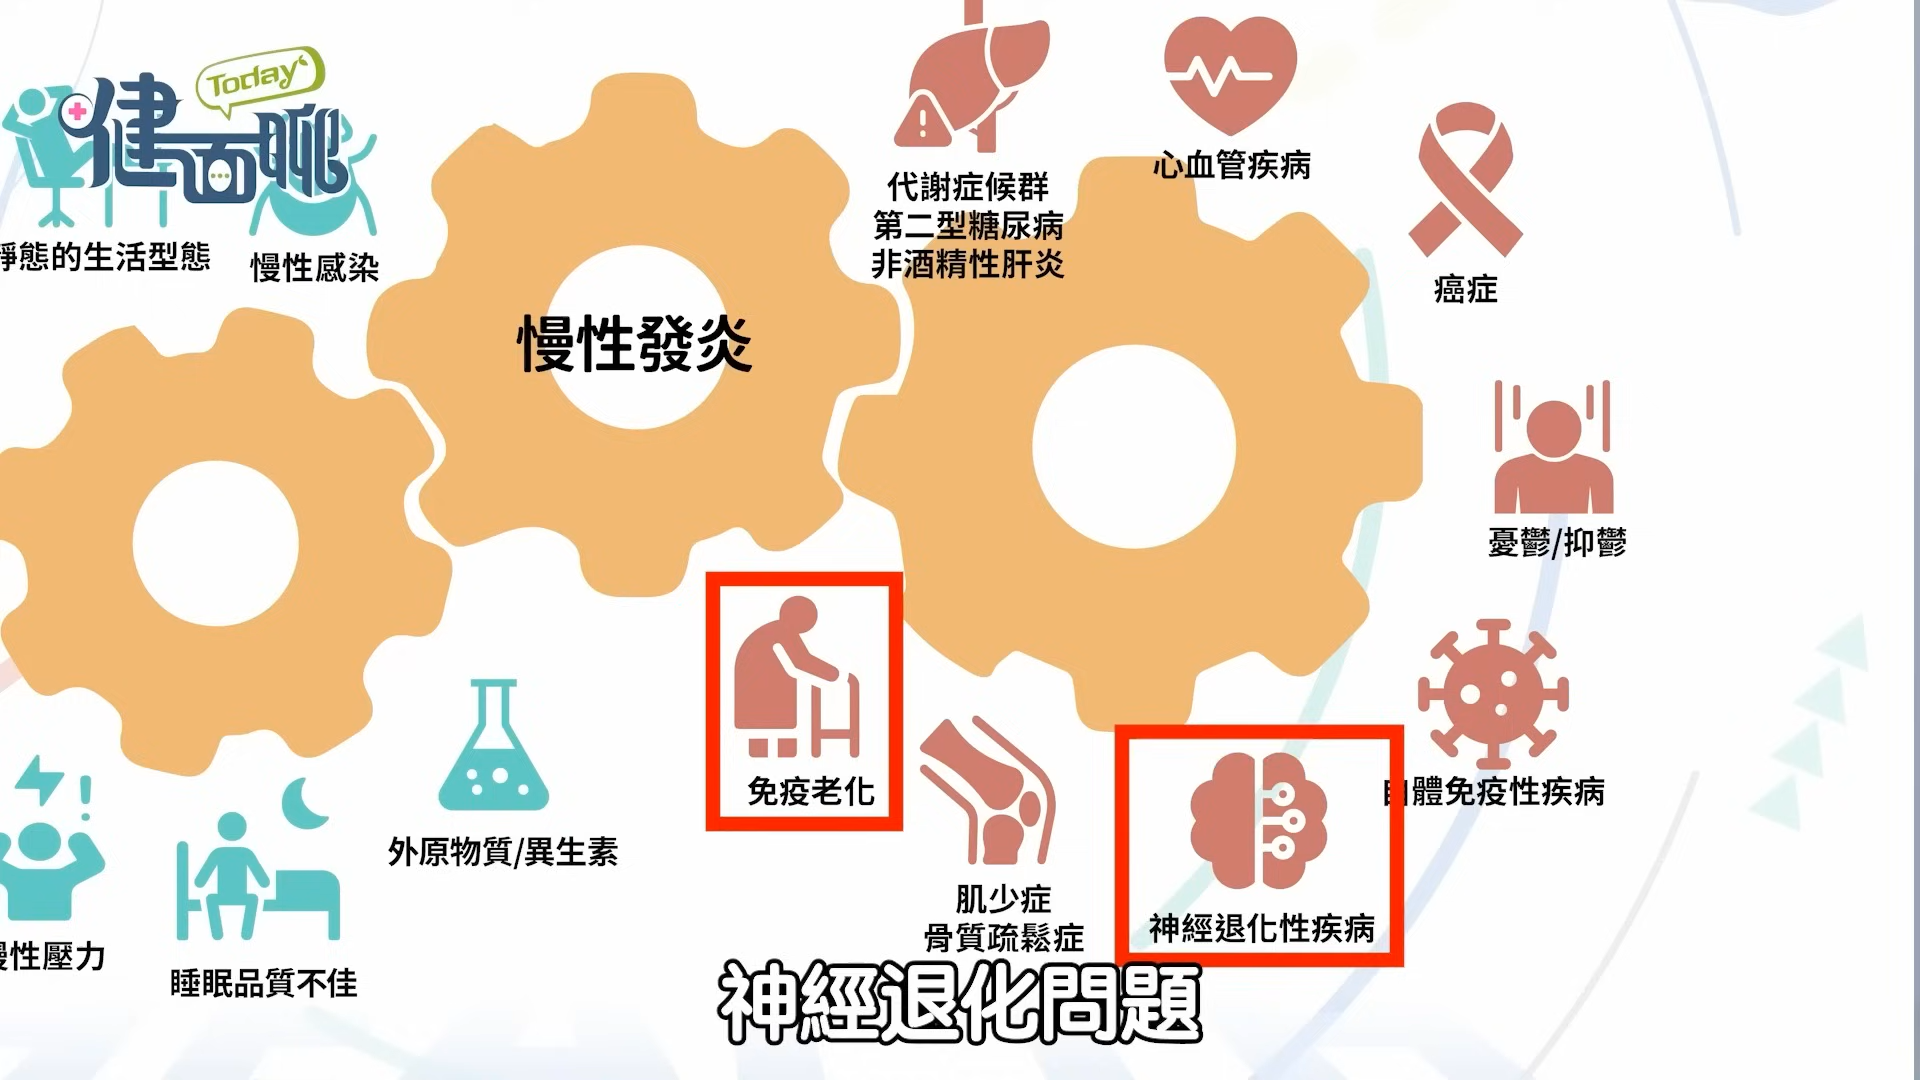 Today
健面聊
靜態的生活型態
慢性感染
慢性發炎
代謝症候群
第二型糖尿病
非酒精性肝炎
心血管疾病
癌症
憂鬱/抑鬱
自體免疫性疾病
免疫老化
肌少症
骨質疏鬆症
神經退化性疾病
外原物質/異生素
慢性壓力
睡眠品質不佳
神經退化問題